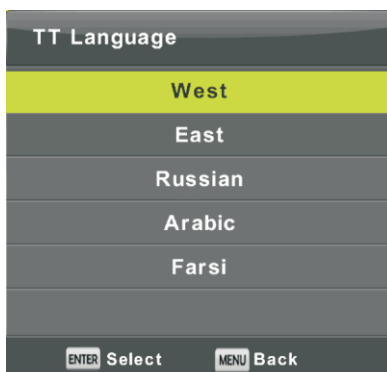 TT Language
West
East
Russian
Arabic
Farsi
ENTER Select MENU Back